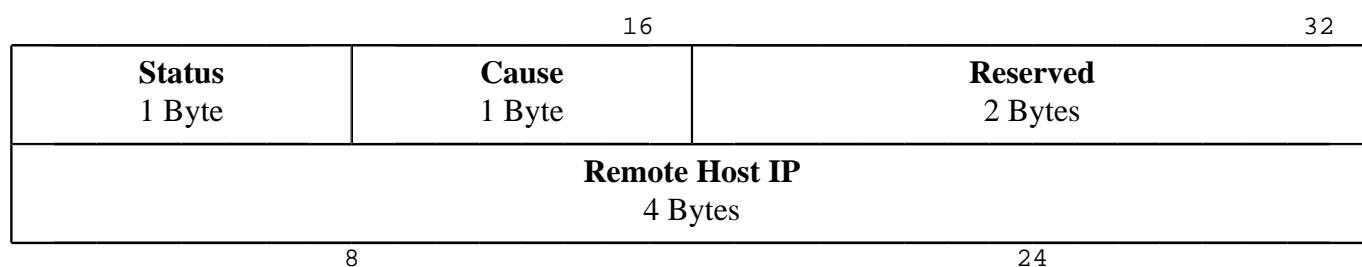 16 32
Status Cause Reserved
1 Byte 1 Byte 2 Bytes
Remote Host IP
4 Bytes
8 24